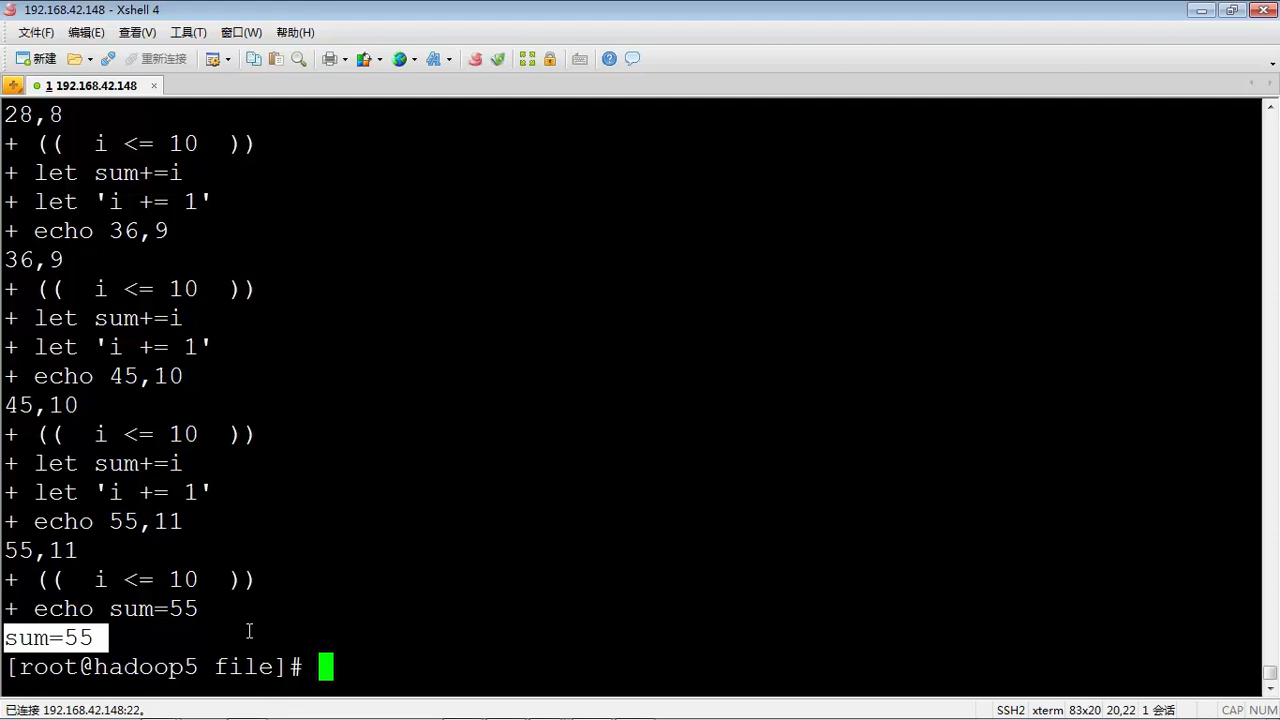 192.168.42.148 - Xshell 4
文件(F) 编辑(E) 查看(V) 工具(T) 窗口(W) 帮助(H)
新建 重新连接
1 192.168.42.148
28,8
+ ((  i <= 10  ))
+ let sum+=i
+ let 'i += 1'
+ echo 36,9
36,9
+ ((  i <= 10  ))
+ let sum+=i
+ let 'i += 1'
+ echo 45,10
45,10
+ ((  i <= 10  ))
+ let sum+=i
+ let 'i += 1'
+ echo 55,11
55,11
+ ((  i <= 10  ))
+ echo sum=55
sum=55
[root@hadoop5 file]#
已连接 192.168.42.148:22。 SSH2 xterm 83x20 20,22 1 会话 CAP NUM